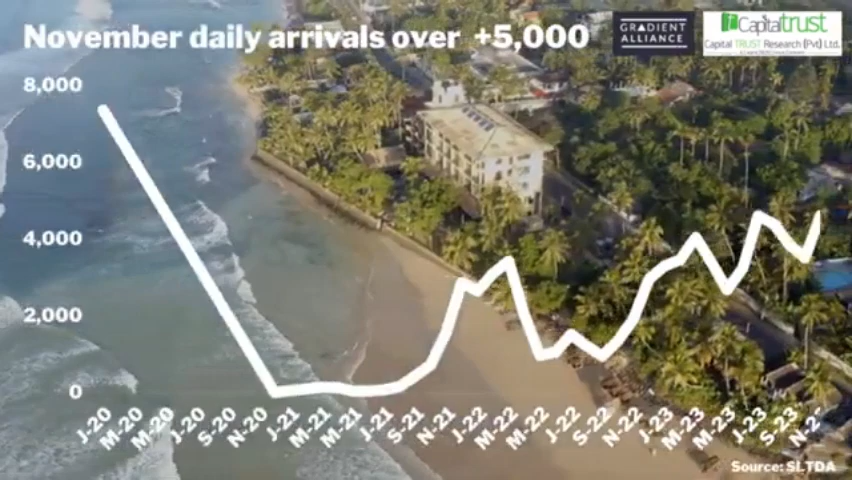 November daily arrivals over +5,000
GRADIENT
ALLIANCE
Capitaltrust
Capital TRUST Research (Pvt) Ltd.
8,000
6,000
4,000
2,000
0
J-20
M-20
M-20
J-20
S-20
N-20
J-21
M-21
M-21
J-21
S-21
N-21
J-22
M-22
M-22
J-22
S-22
N-22
J-23
M-23
M-23
J-23
S-23
Source: SLTDA